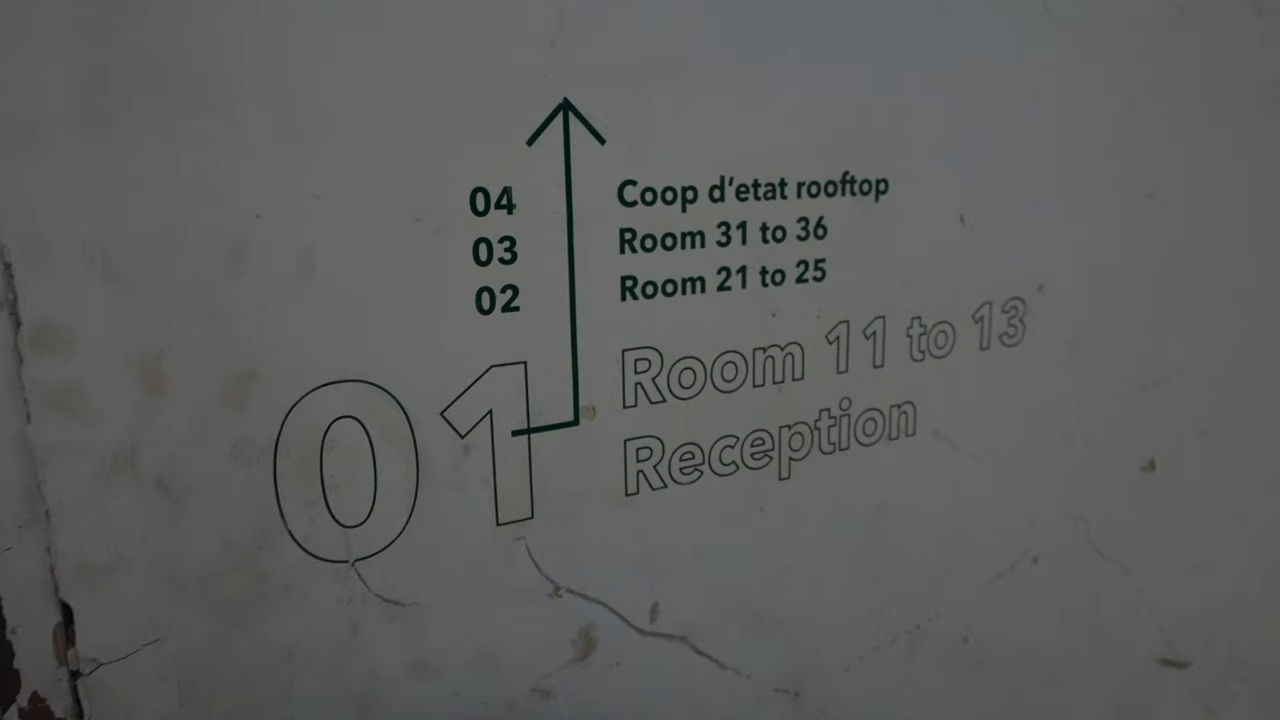 04 Coop d'etat rooftop
03 Room 31 to 36
02 Room 21 to 25
01 Room 11 to 13
Reception